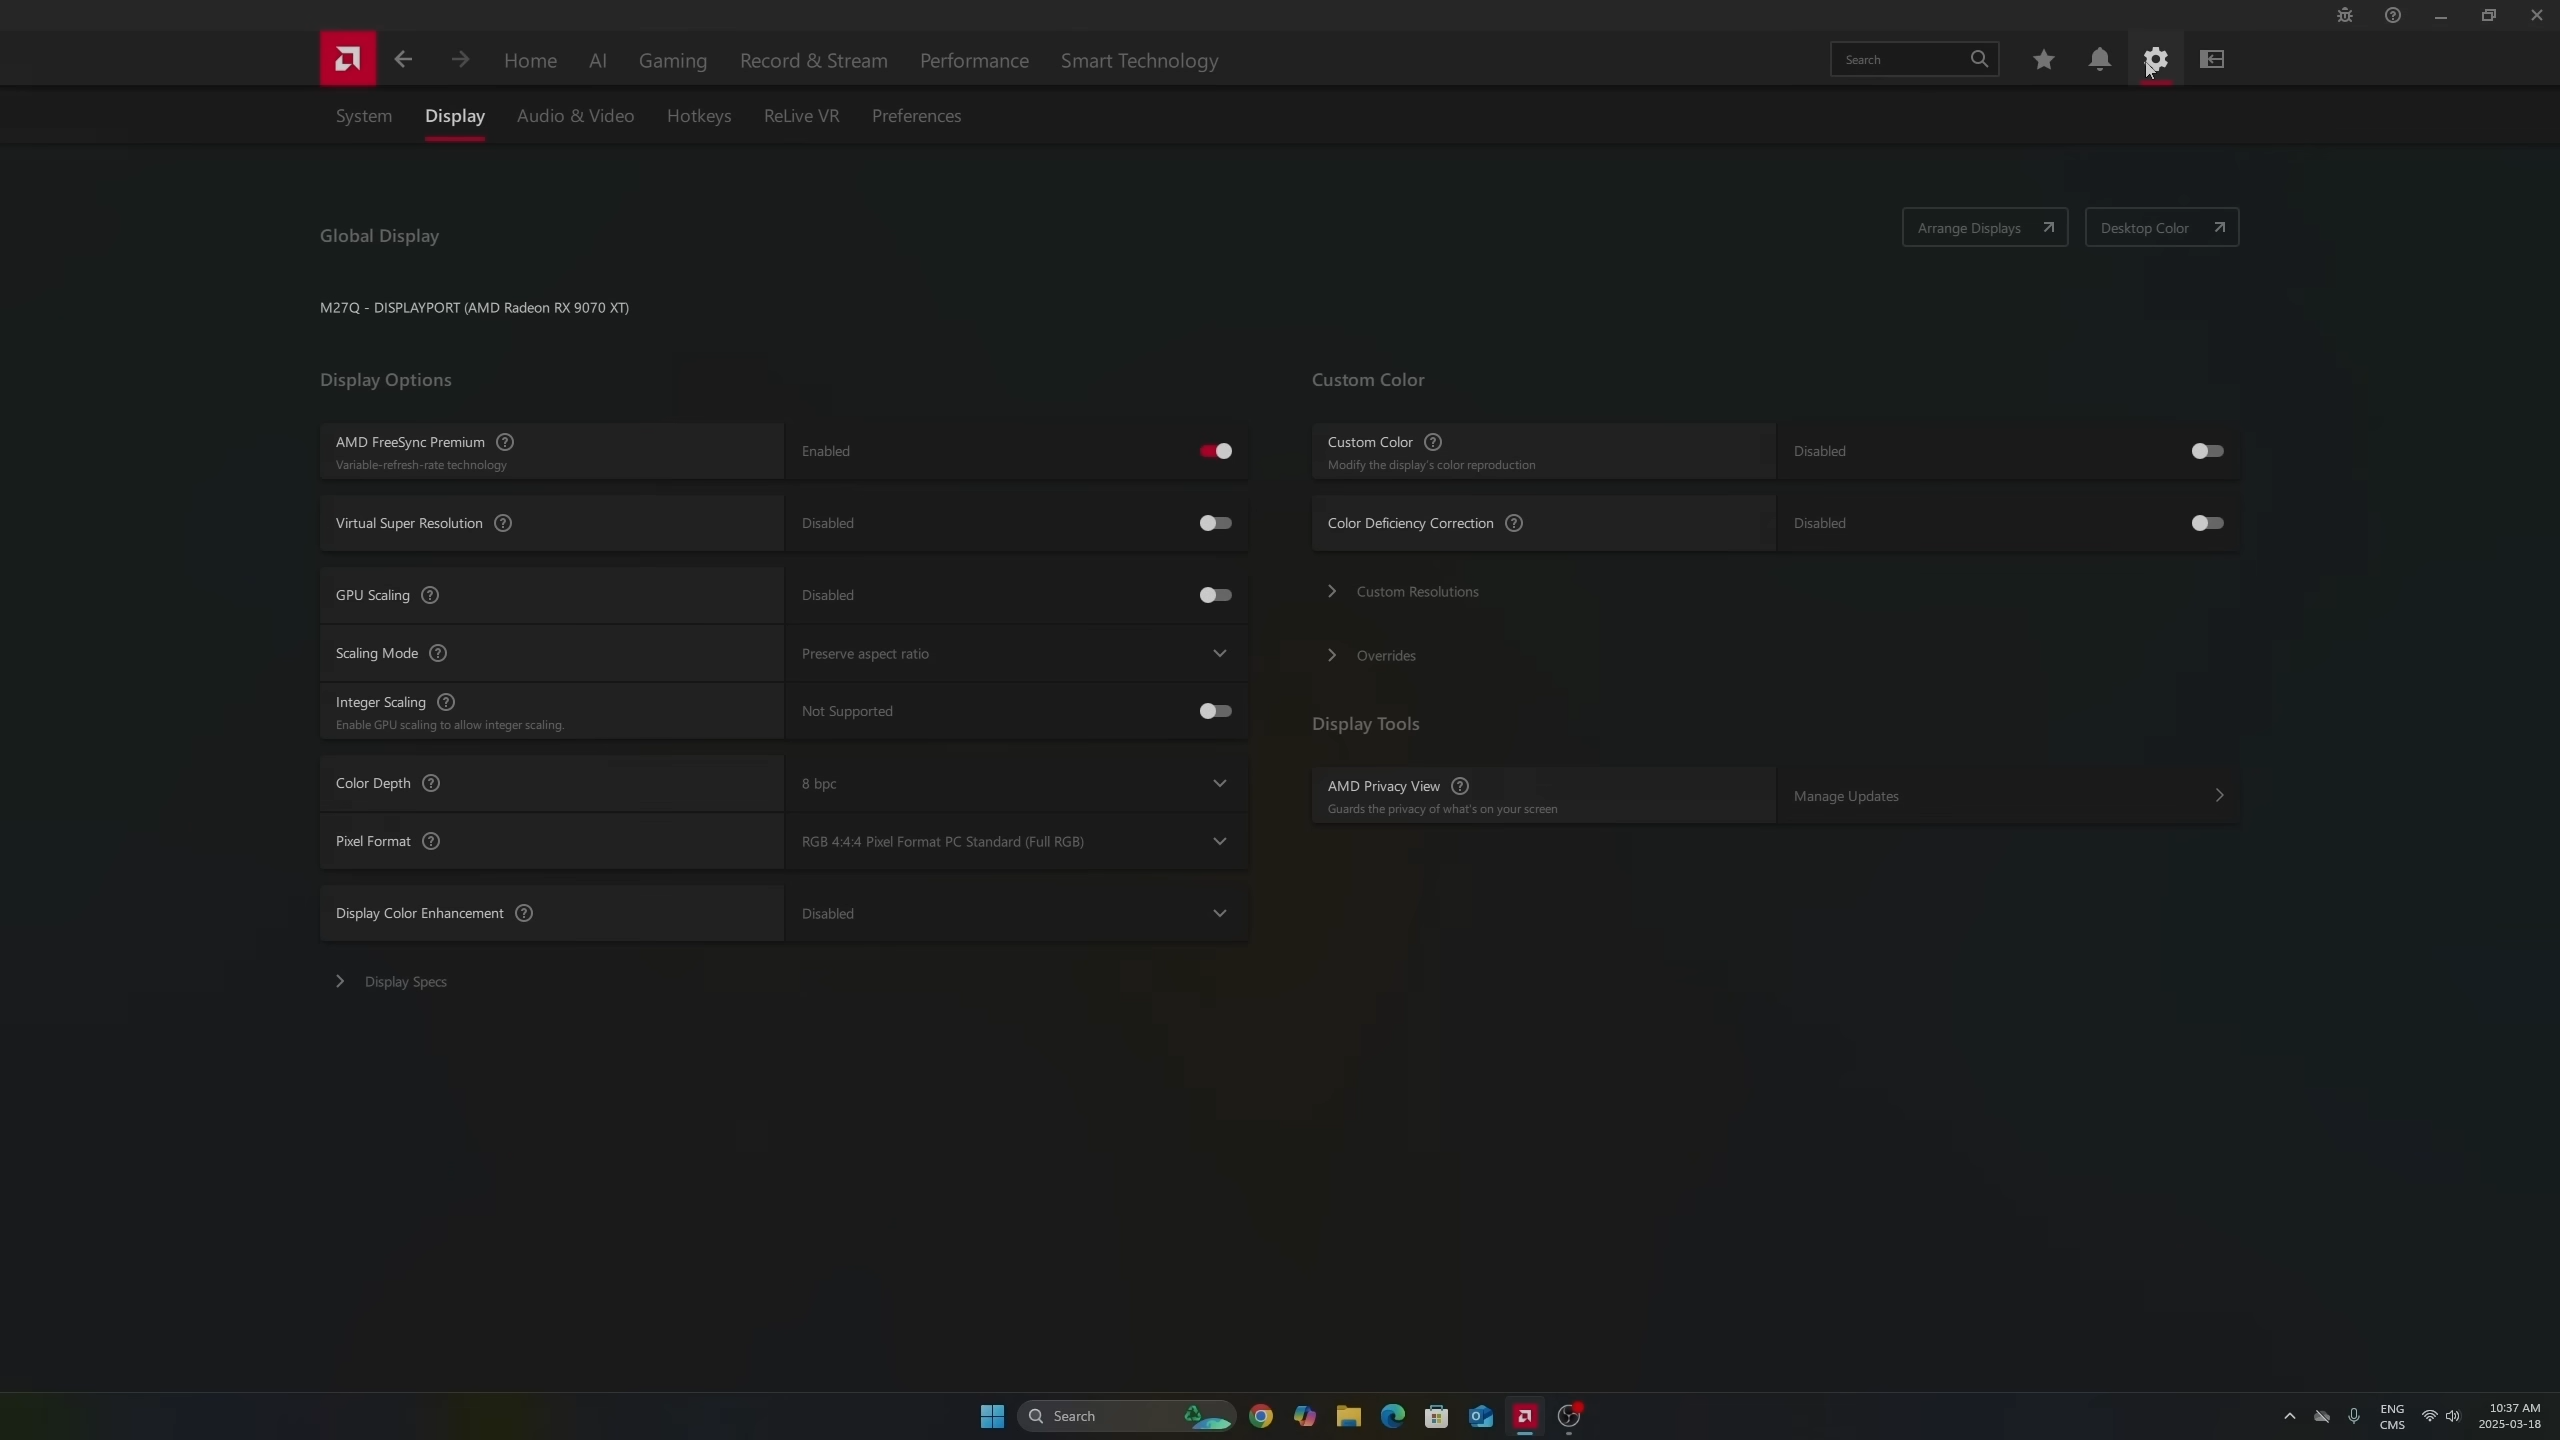 Home
AI
Gaming
Record & Stream
Performance
Smart Technology
Search
System
Display
Audio & Video
Hotkeys
ReLive VR
Preferences
Global Display
Arrange Displays
Desktop Color
M27Q - DISPLAYPORT (AMD Radeon RX 9070 XT)
Display Options
AMD FreeSync Premium
Variable-refresh-rate technology
Enabled
Virtual Super Resolution
Disabled
GPU Scaling
Disabled
Scaling Mode
Preserve aspect ratio
Integer Scaling
Enable GPU scaling to allow integer scaling.
Not Supported
Color Depth
8 bpc
Pixel Format
RGB 4:4:4 Pixel Format PC Standard (Full RGB)
Display Color Enhancement
Disabled
Display Specs
Custom Color
Custom Color
Modify the display's color reproduction
Disabled
Color Deficiency Correction
Disabled
Custom Resolutions
Overrides
Display Tools
AMD Privacy View
Guards the privacy of what's on your screen
Manage Updates
Search
ENG
CMS
10:37 AM
2025-03-18